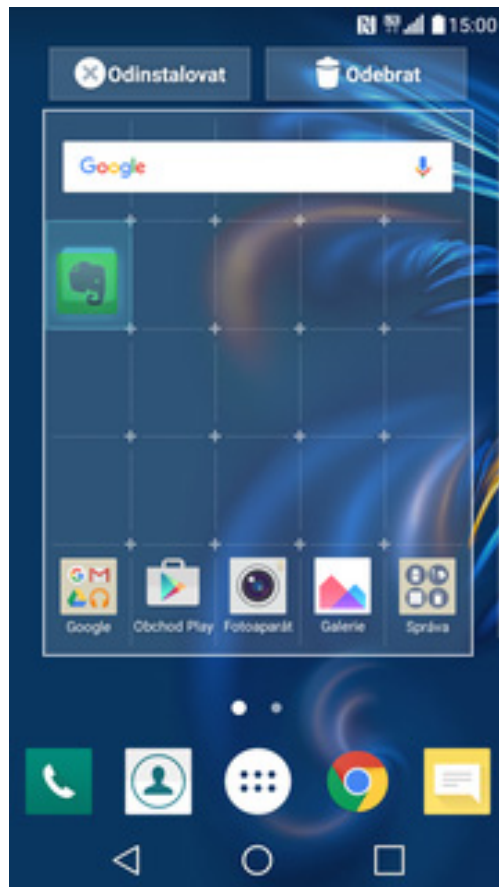 15:00
Odinstalovat
Odebrat
Google
Google
Obchod Play
Fotoaparát
Galerie
Správa